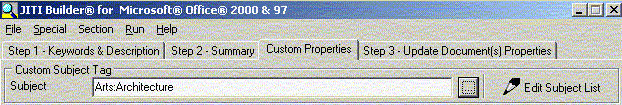 JITI Builder® for Microsoft® Office® 2000 & 97
File Special Section Run Help
Step 1 - Keywords & Description Step 2 - Summary Custom Properties Step 3 - Update Document(s) Properties
Custom Subject Tag
Subject Arts:Architecture ... Edit Subject List